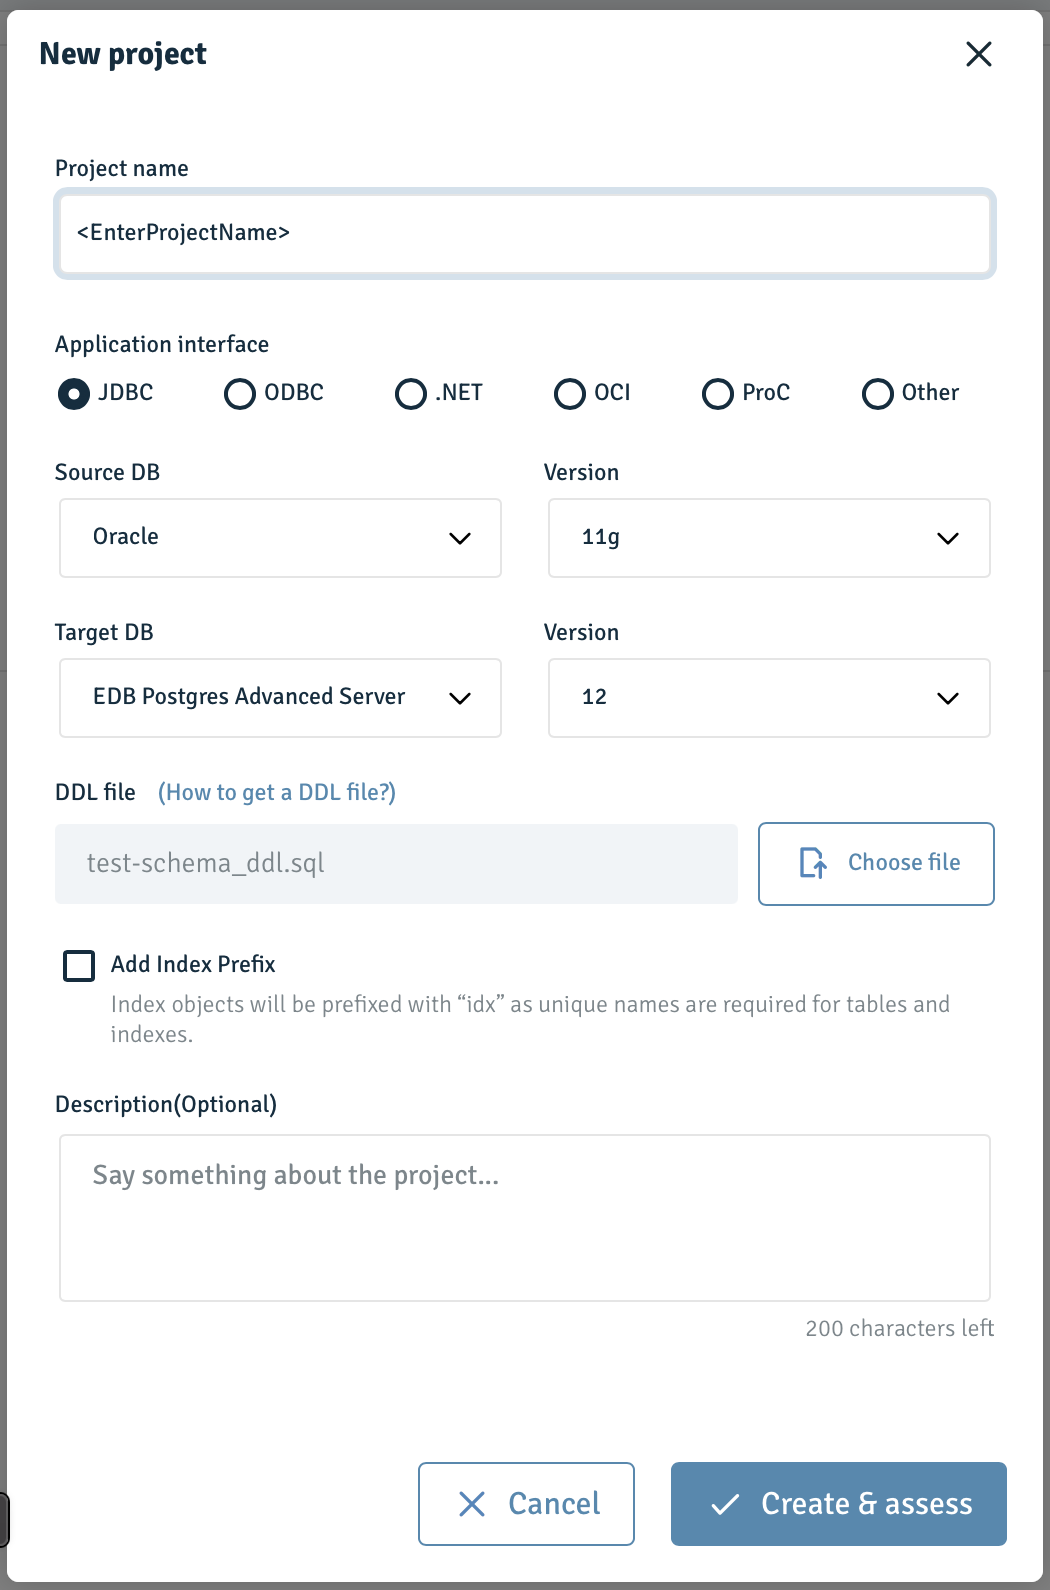 New project
Project name
<EnterProjectName>
Application interface
JDBC ODBC .NET OCI ProC Other
Source DB Version
Oracle 11g
Target DB Version
EDB Postgres Advanced Server 12
DDL file (How to get a DDL file?)
test-schema_ddl.sql Choose file
Add Index Prefix
Index objects will be prefixed with “idx” as unique names are required for tables and
indexes.
Description(Optional)
Say something about the project...
200 characters left
Cancel Create & assess